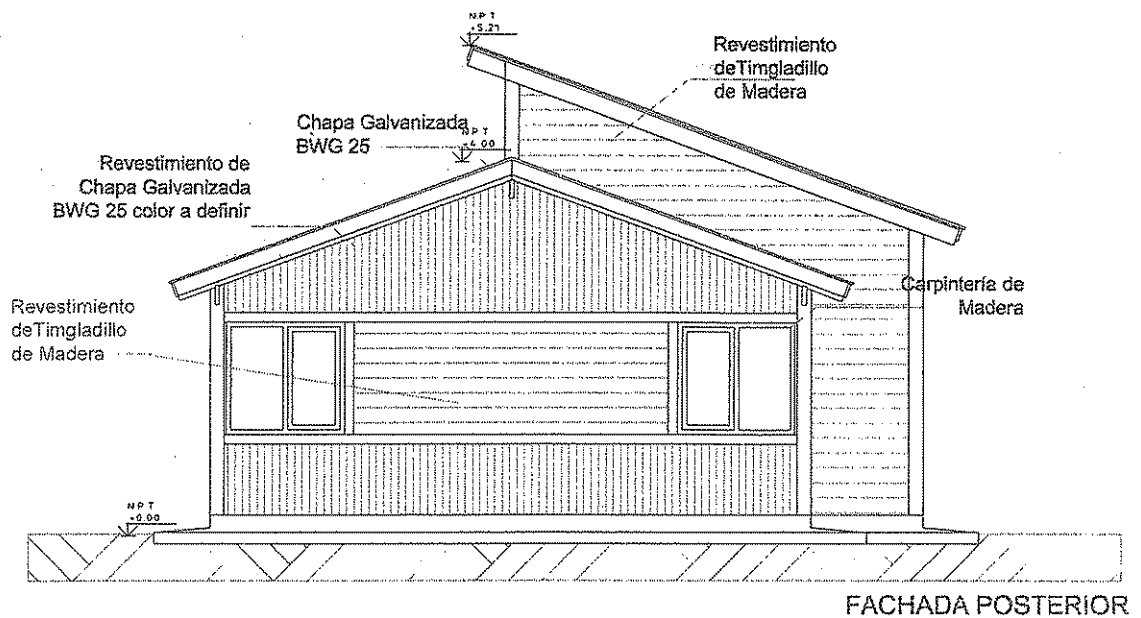 N.P.T
+5.21
Revestimiento
deTimgladillo
de Madera
Chapa Galvanizada
BWG 25
N.P.T
+4.00
Revestimiento de
Chapa Galvanizada
BWG 25 color a definir
Carpintería de
Madera
Revestimiento
deTimgladillo
de Madera
N.P.T
+0.00
FACHADA POSTERIOR